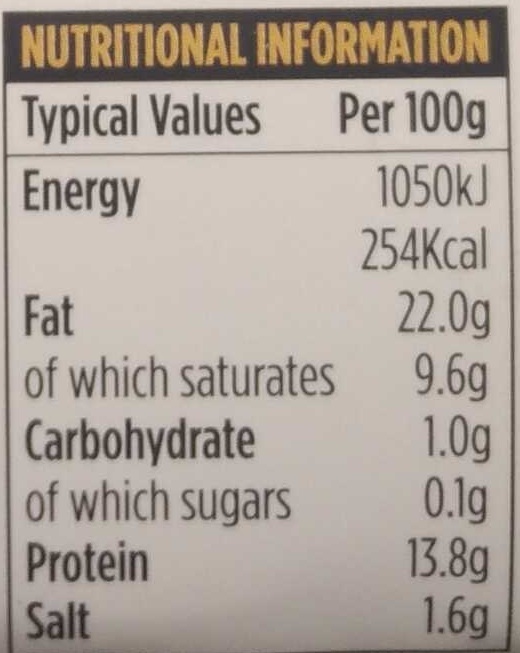 NUTRITIONAL INFORMATION
Typical Values Per 100g
Energy 1050kJ
254Kcal
Fat 22.0g
of which saturates 9.6g
Carbohydrate 1.0g
of which sugars 0.1g
Protein 13.8g
Salt 1.6g